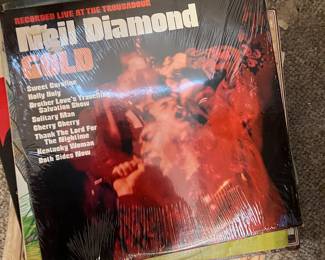 RECORDED LIVE AT THE TROUBADOUR
Neil Diamond
GOLD
Sweet Caroline
Holly Holy
Brother Love's Travelling
Salvation Show
Solitary Man
Cherry Cherry
Thank The Lord For
The Nighttime
Kentucky Woman
Both Sides Now